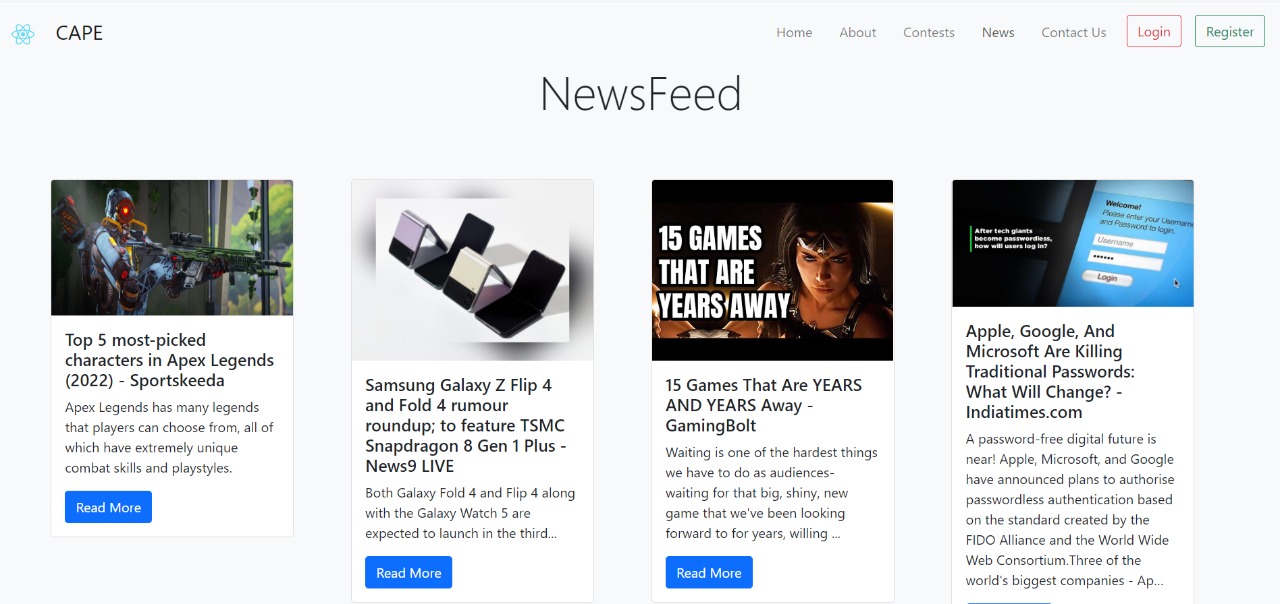 CAPE
Home About Contests News Contact Us Login Register
NewsFeed
Top 5 most-picked
characters in Apex Legends
(2022) - Sportskeeda
Apex Legends has many legends
that players can choose from, all of
which have extremely unique
combat skills and playstyles.
Read More
Samsung Galaxy Z Flip 4
and Fold 4 rumour
roundup; to feature TSMC
Snapdragon 8 Gen 1 Plus -
News9 LIVE
Both Galaxy Fold 4 and Flip 4 along
with the Galaxy Watch 5 are
expected to launch in the third...
Read More
15 GAMES
THAT ARE
YEARS AWAY
15 Games That Are YEARS
AND YEARS Away -
GamingBolt
Waiting is one of the hardest things
we have to do as audiences-
waiting for that big, shiny, new
game that we've been looking
forward to for years, willing ...
Read More
After tech giants
become passwordless,
how will users log in?
Welcome!
Please enter your Username
and Password to login.
Username
••••••
Login
Apple, Google, And
Microsoft Are Killing
Traditional Passwords:
What Will Change? -
Indiatimes.com
A password-free digital future is
near! Apple, Microsoft, and Google
have announced plans to authorise
passwordless authentication based
on the standard created by the
FIDO Alliance and the World Wide
Web Consortium.Three of the
world's biggest companies - Ap...